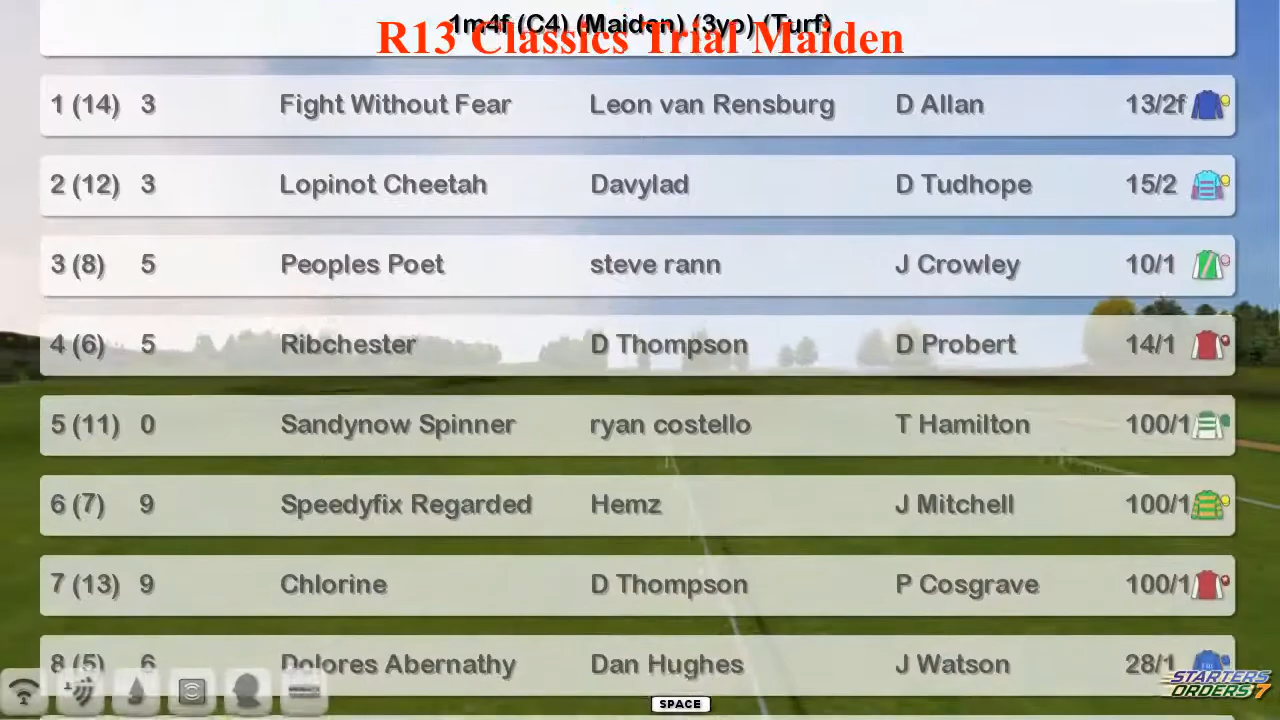 1m4f (C4) (Maiden) (3yo) (Turf)
R13 Classics Trial Maiden
1 (14) 3 Fight Without Fear Leon van Rensburg D Allan 13/2f
2 (12) 3 Lopinot Cheetah Davylad D Tudhope 15/2
3 (8) 5 Peoples Poet steve rann J Crowley 10/1
4 (6) 5 Ribchester D Thompson D Probert 14/1
5 (11) 0 Sandynow Spinner ryan costello T Hamilton 100/1
6 (7) 9 Speedyfix Regarded Hemz J Mitchell 100/1
7 (13) 9 Chlorine D Thompson P Cosgrave 100/1
8 (5) 6 Dolores Abernathy Dan Hughes J Watson 28/1
STARTERS
ORDERS 7
SPACE